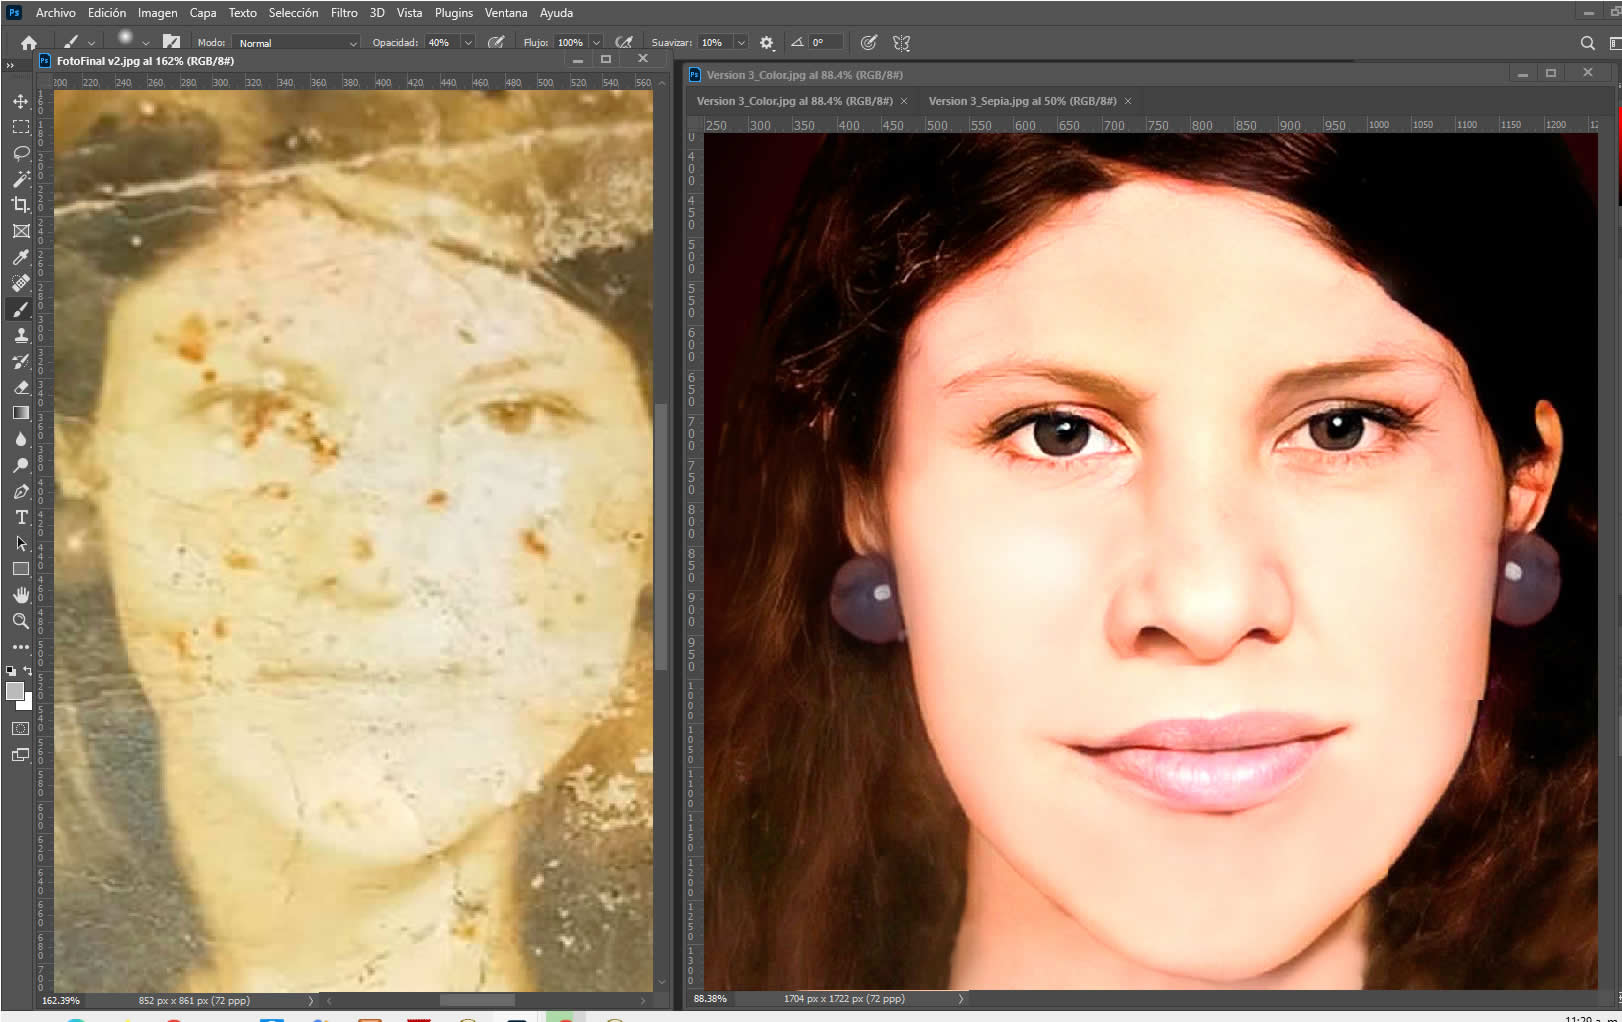 Ps Archivo Edición Imagen Capa Texto Selección Filtro 3D Vista Plugins Ventana Ayuda
Modo: Normal Opacidad: 40% Flujo: 100% Suavizar: 10% 0°
Ps FotoFinal v2.jpg al 162% (RGB/8#)
Ps Version 3_Color.jpg al 88.4% (RGB/8#)
Version 3_Color.jpg al 88.4% (RGB/8#) × Version 3_Sepia.jpg al 50% (RGB/8#) ×
200 220 240 260 280 300 320 340 360 380 400 420 440 460 480 500 520 540 560
250 300 350 400 450 500 550 600 650 700 750 800 850 900 950 1000 1050 1100 1150 1200
162.39% 852 px x 861 px (72 ppp)
88.38% 1704 px x 1722 px (72 ppp)